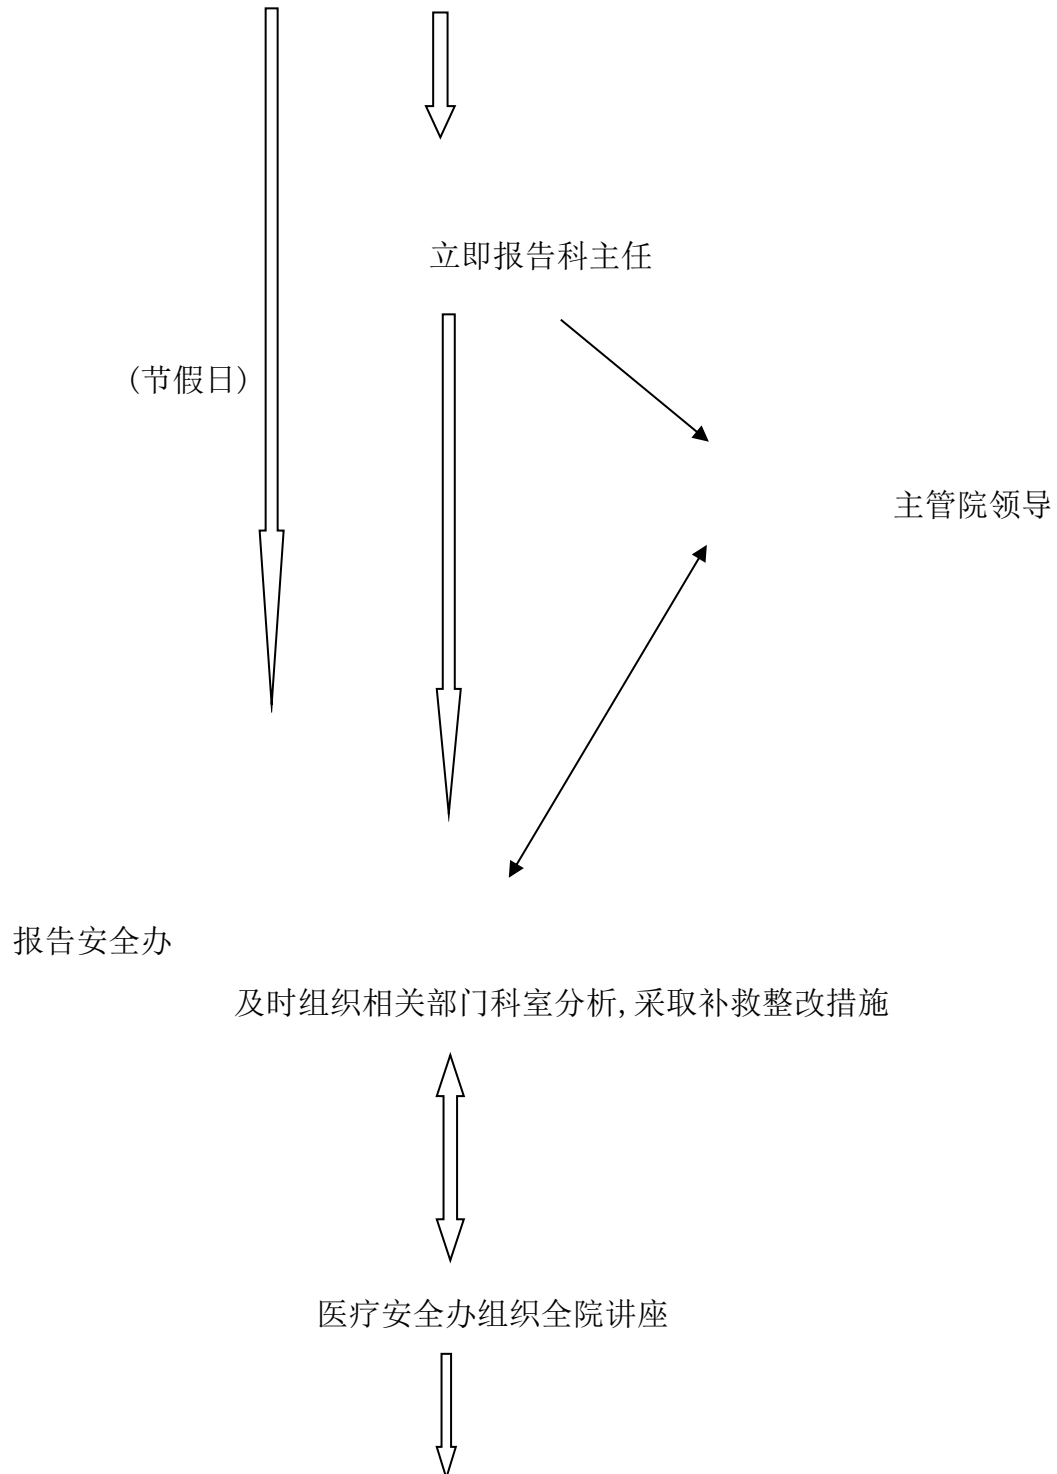 立即报告科主任
(节假日)
主管院领导
报告安全办
及时组织相关部门科室分析,采取补救整改措施
医疗安全办组织全院讲座